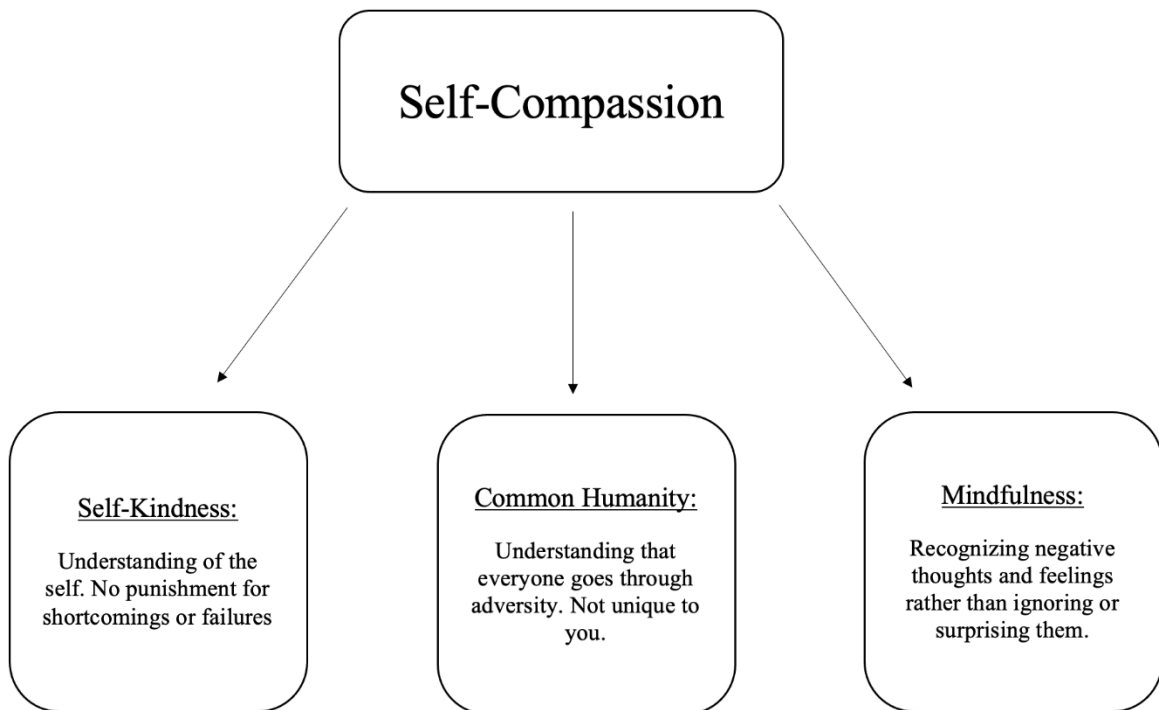 Self-Compassion
Self-Kindness:
Understanding of the
self. No punishment for
shortcomings or failures
Common Humanity:
Understanding that
everyone goes through
adversity. Not unique to
you.
Mindfulness:
Recognizing negative
thoughts and feelings
rather than ignoring or
surprising them.